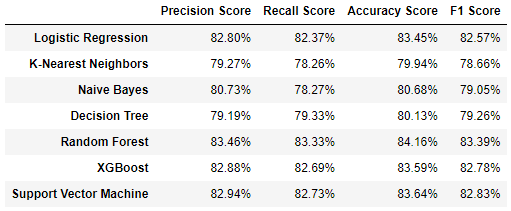 Precision Score Recall Score Accuracy Score F1 Score
Logistic Regression 82.80% 82.37% 83.45% 82.57%
K-Nearest Neighbors 79.27% 78.26% 79.94% 78.66%
Naive Bayes 80.73% 78.27% 80.68% 79.05%
Decision Tree 79.19% 79.33% 80.13% 79.26%
Random Forest 83.46% 83.33% 84.16% 83.39%
XGBoost 82.88% 82.69% 83.59% 82.78%
Support Vector Machine 82.94% 82.73% 83.64% 82.83%